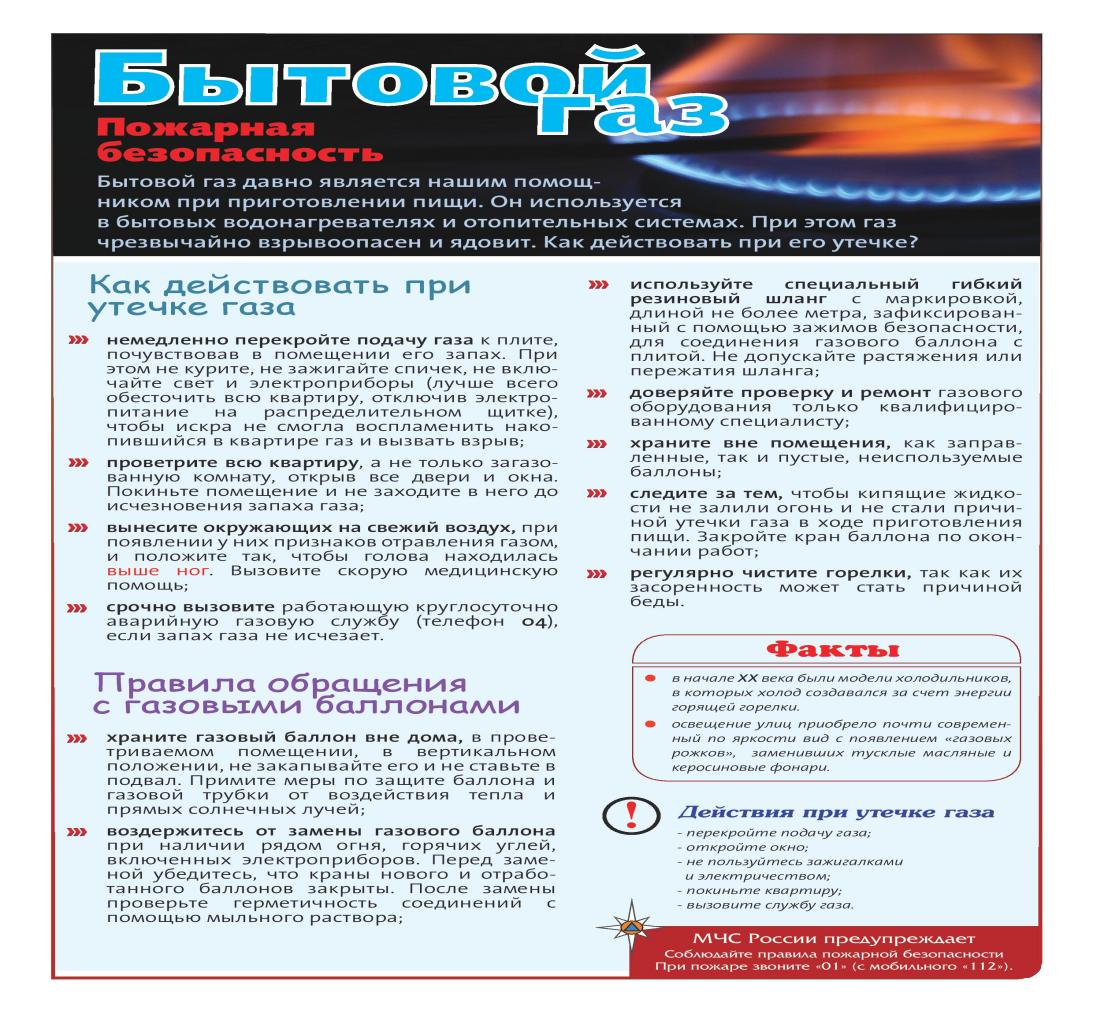 Бытовой
газ
Пожарная
безопасность
Бытовой газ давно является нашим помощ-
ником при приготовлении пищи. Он используется
в бытовых водонагревателях и отопительных системах. При этом газ
чрезвычайно взрывоопасен и ядовит. Как действовать при его утечке?
Как действовать при
утечке газа
немедленно перекройте подачу газа к плите,
почувствовав в помещении его запах. При
этом не курите, не зажигайте спичек, не вклю-
чайте свет и электроприборы (лучше всего
обесточить всю квартиру, отключив электро-
питание на распределительном щитке),
чтобы искра не смогла воспламенить нако-
пившийся в квартире газ и вызвать взрыв;
проветрите всю квартиру, а не только загазо-
ванную комнату, открыв все двери и окна.
Покиньте помещение и не заходите в него до
исчезновения запаха газа;
вынесите окружающих на свежий воздух, при
появлении у них признаков отравления газом,
и положите так, чтобы голова находилась
выше ног. Вызовите скорую медицинскую
помощь;
срочно вызовите работающую круглосуточно
аварийную газовую службу (телефон 04),
если запах газа не исчезает.
Правила обращения
с газовыми баллонами
храните газовый баллон вне дома, в прове-
триваемом помещении, в вертикальном
положении, не закапывайте его и не ставьте в
подвал. Примите меры по защите баллона и
газовой трубки от воздействия тепла и
прямых солнечных лучей;
воздержитесь от замены газового баллона
при наличии рядом огня, горячих углей,
включенных электроприборов. Перед заме-
ной убедитесь, что краны нового и отрабо-
танного баллонов закрыты. После замены
проверьте герметичность соединений с
помощью мыльного раствора;
используйте специальный гибкий
резиновый шланг с маркировкой,
длиной не более метра, зафиксирован-
ный с помощью зажимов безопасности,
для соединения газового баллона с
плитой. Не допускайте растяжения или
пережатия шланга;
доверяйте проверку и ремонт газового
оборудования только квалифициро-
ванному специалисту;
храните вне помещения, как заправ-
ленные, так и пустые, неиспользуемые
баллоны;
следите за тем, чтобы кипящие жидко-
сти не залили огонь и не стали причи-
ной утечки газа в ходе приготовления
пищи. Закройте кран баллона по окон-
чании работ;
регулярно чистите горелки, так как их
засоренность может стать причиной
беды.
Факты
в начале XX века были модели холодильников,
в которых холод создавался за счет энергии
горящей горелки.
освещение улиц приобрело почти современ-
ный по яркости вид с появлением «газовых
рожков», заменивших тусклые масляные и
керосиновые фонари.
!
Действия при утечке газа
- перекройте подачу газа;
- откройте окно;
- не пользуйтесь зажигалками
и электричеством;
- покиньте квартиру;
- вызовите службу газа.
МЧС России предупреждает
Соблюдайте правила пожарной безопасности
При пожаре звоните «01» (с мобильного «112»).